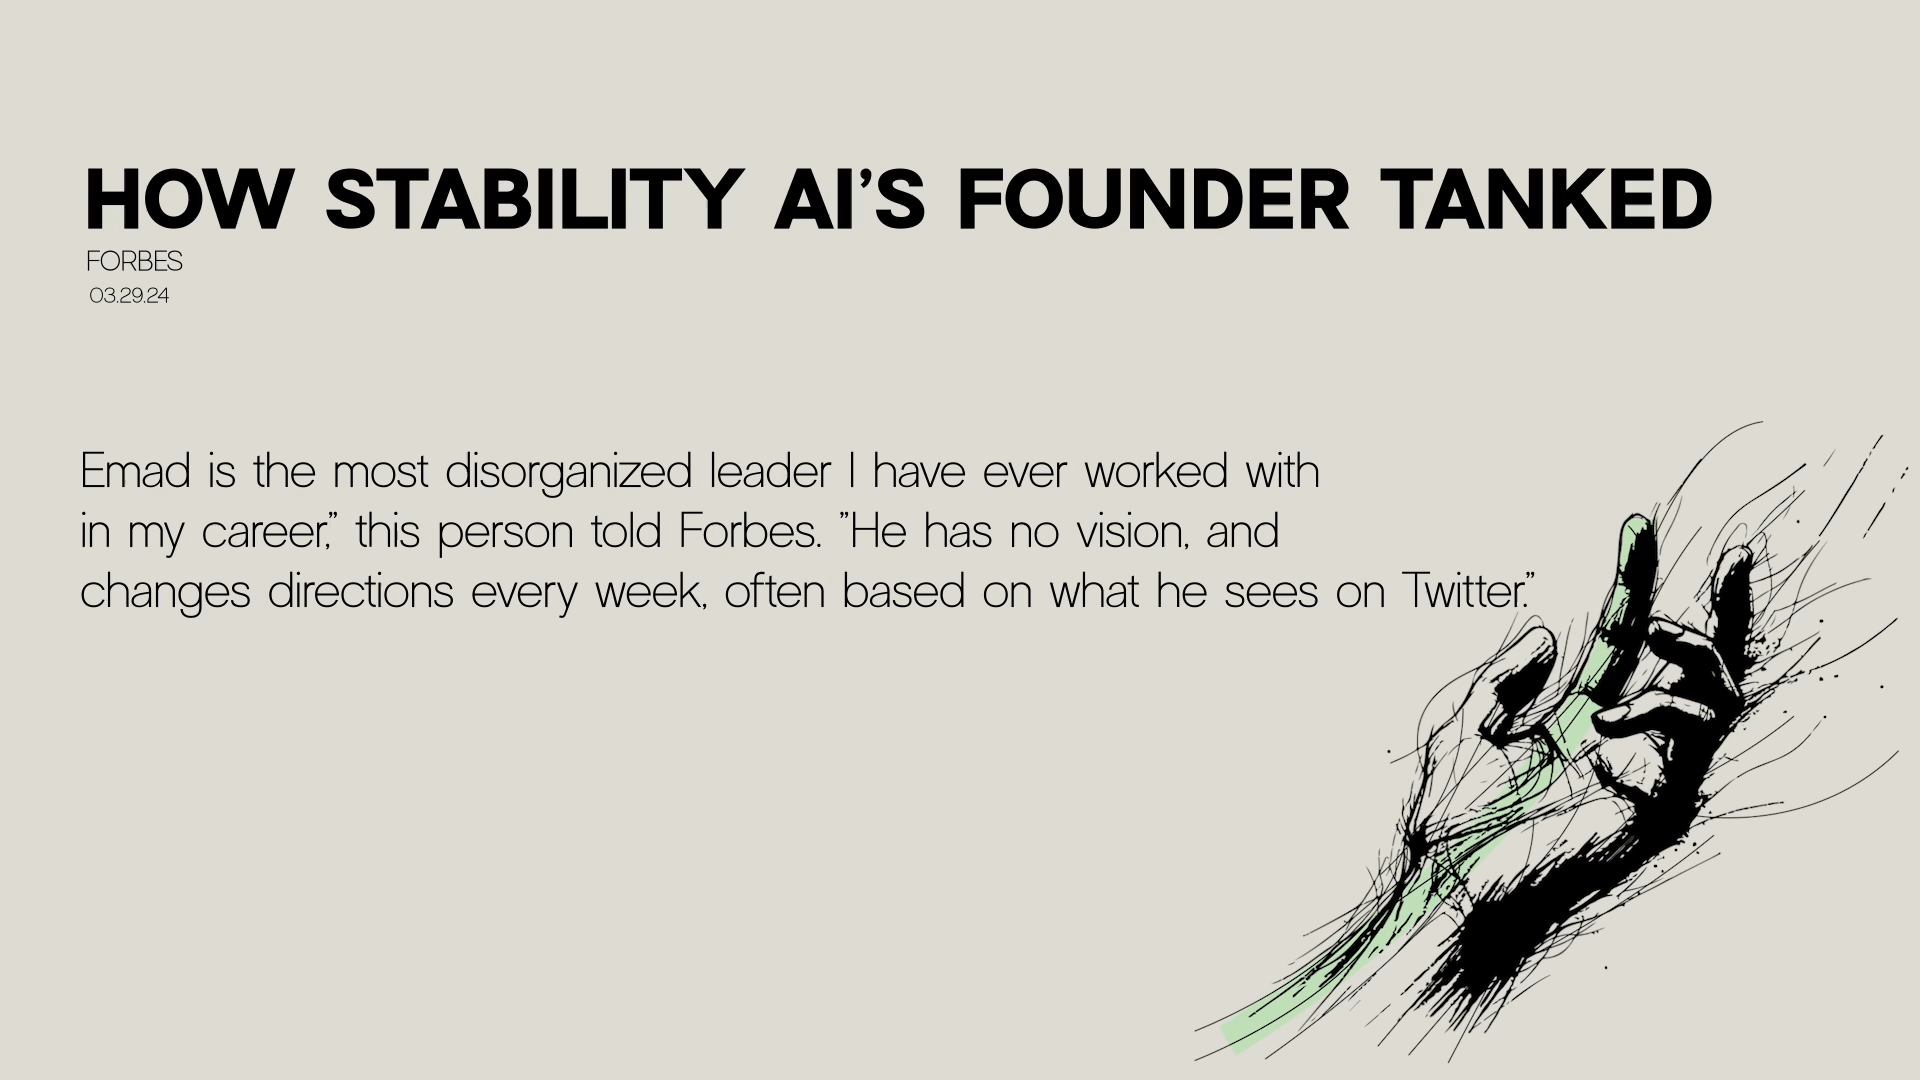 HOW STABILITY AI’S FOUNDER TANKED
FORBES
03.29.24
Emad is the most disorganized leader I have ever worked with
in my career,” this person told Forbes. ”He has no vision, and
changes directions every week, often based on what he sees on Twitter.”